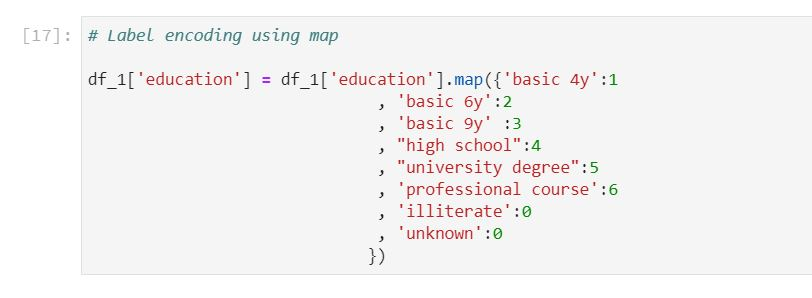 [17]: # Label encoding using map
df_1['education'] = df_1['education'].map({'basic 4y':1
, 'basic 6y':2
, 'basic 9y' :3
, "high school":4
, "university degree":5
, 'professional course':6
, 'illiterate':0
, 'unknown':0
})